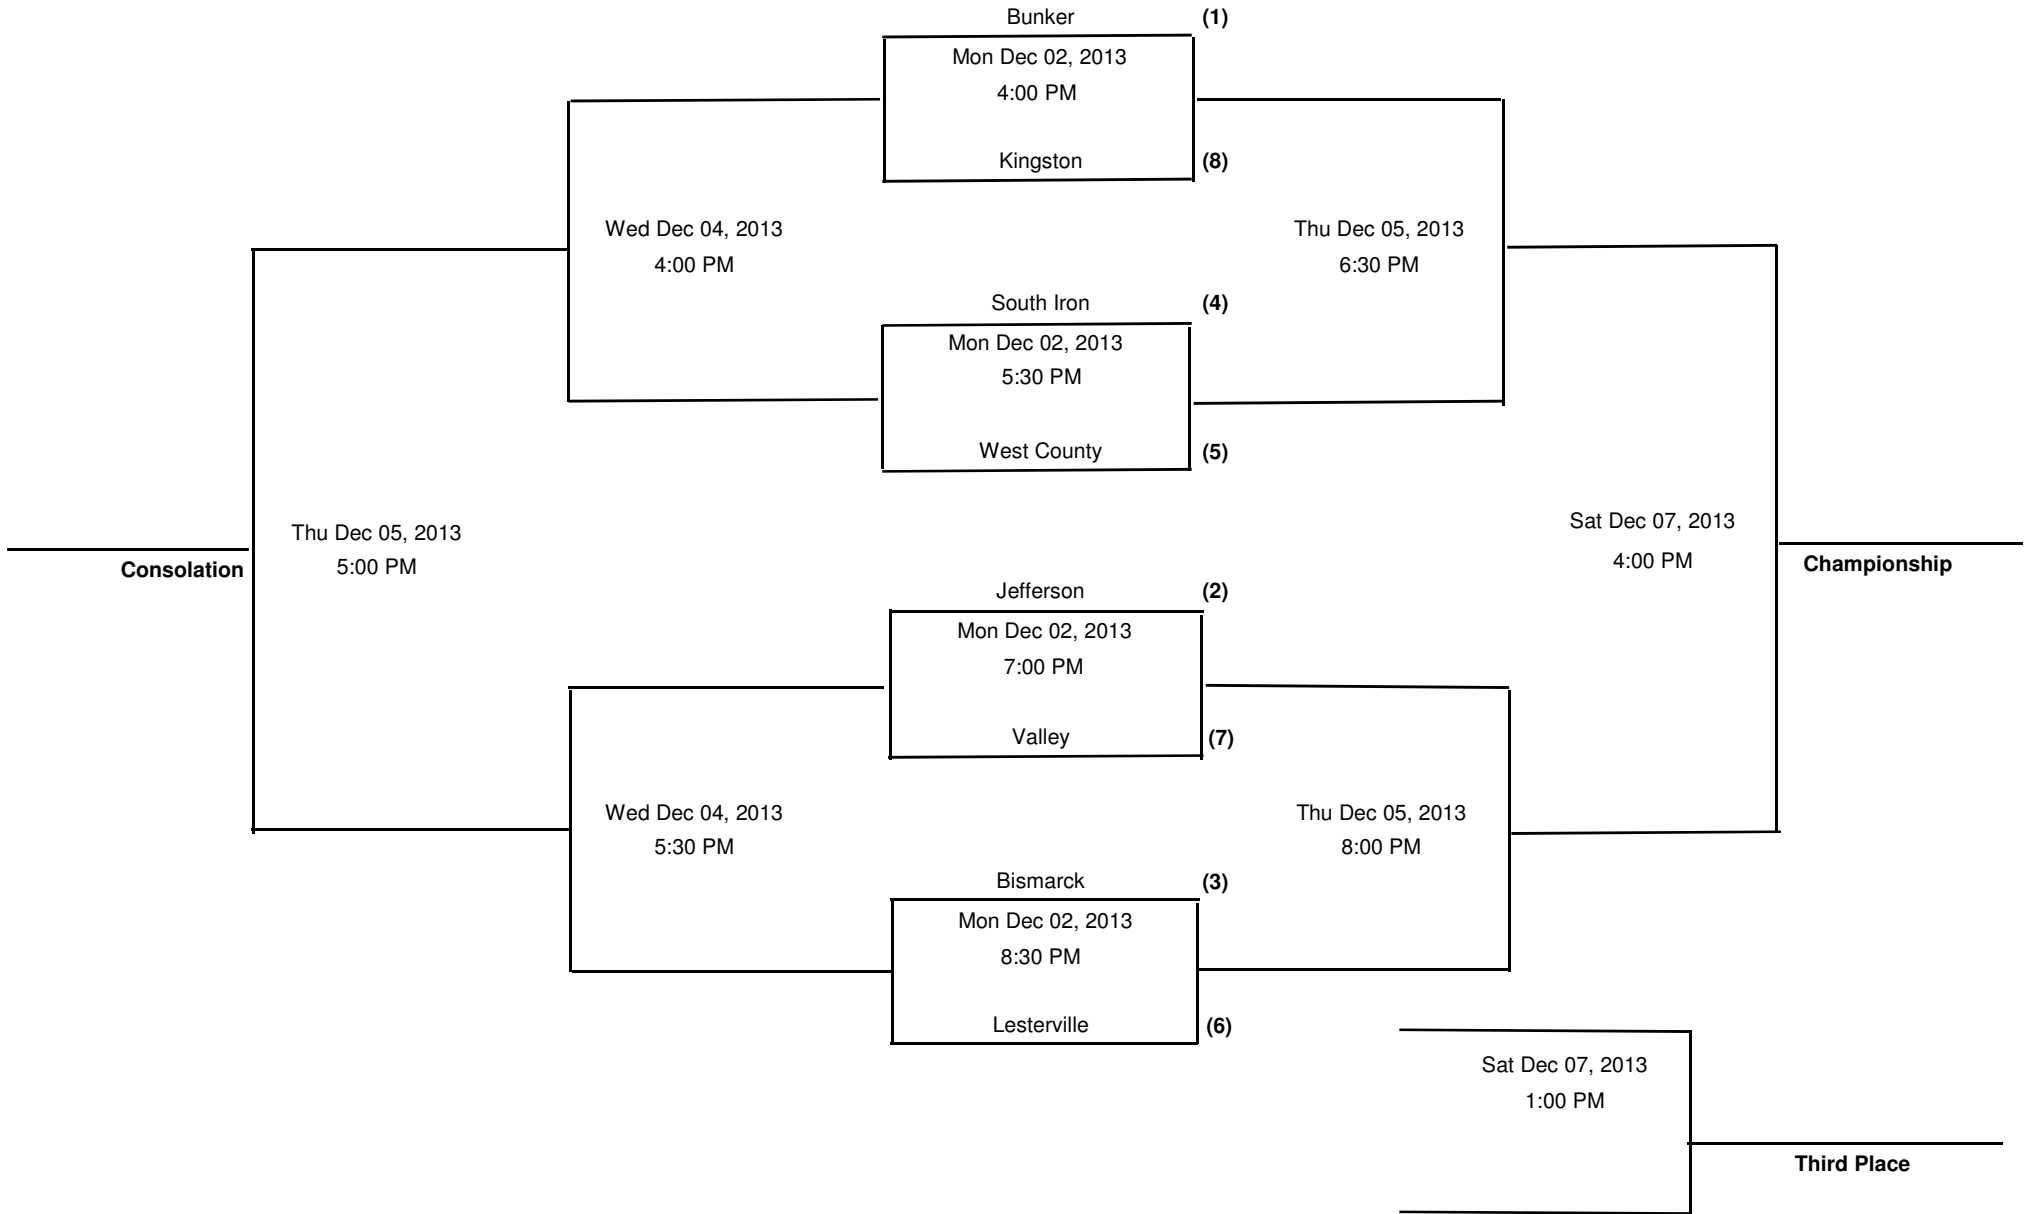 Bunker (1)
Mon Dec 02, 2013
4:00 PM
Kingston (8)
Wed Dec 04, 2013
4:00 PM
Thu Dec 05, 2013
6:30 PM
South Iron (4)
Mon Dec 02, 2013
5:30 PM
West County (5)
Thu Dec 05, 2013
5:00 PM
Consolation
Sat Dec 07, 2013
4:00 PM
Championship
Jefferson (2)
Mon Dec 02, 2013
7:00 PM
Valley (7)
Wed Dec 04, 2013
5:30 PM
Thu Dec 05, 2013
8:00 PM
Bismarck (3)
Mon Dec 02, 2013
8:30 PM
Lesterville (6)
Sat Dec 07, 2013
1:00 PM
Third Place